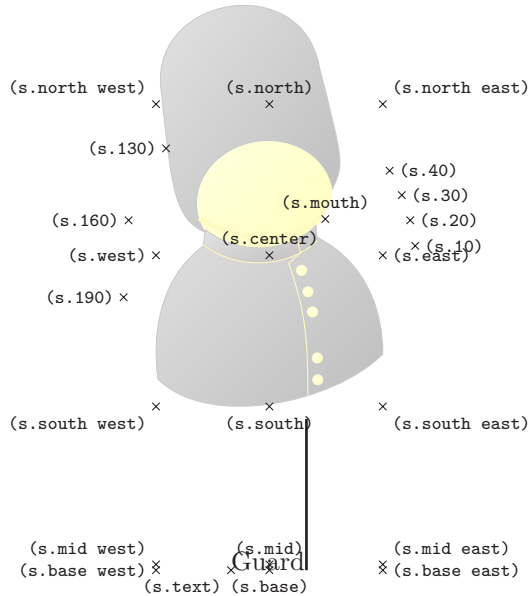 (s.north west) (s.north) (s.north east)
(s.130)
(s.40)
(s.30)
(s.mouth)
(s.160) (s.20)
(s.center)
(s.10)
(s.west) (s.east)
(s.190)
(s.south west) (s.south) (s.south east)
(s.mid west) (s.mid) (s.mid east)
Guard
(s.base west) (s.base east)
(s.text) (s.base)